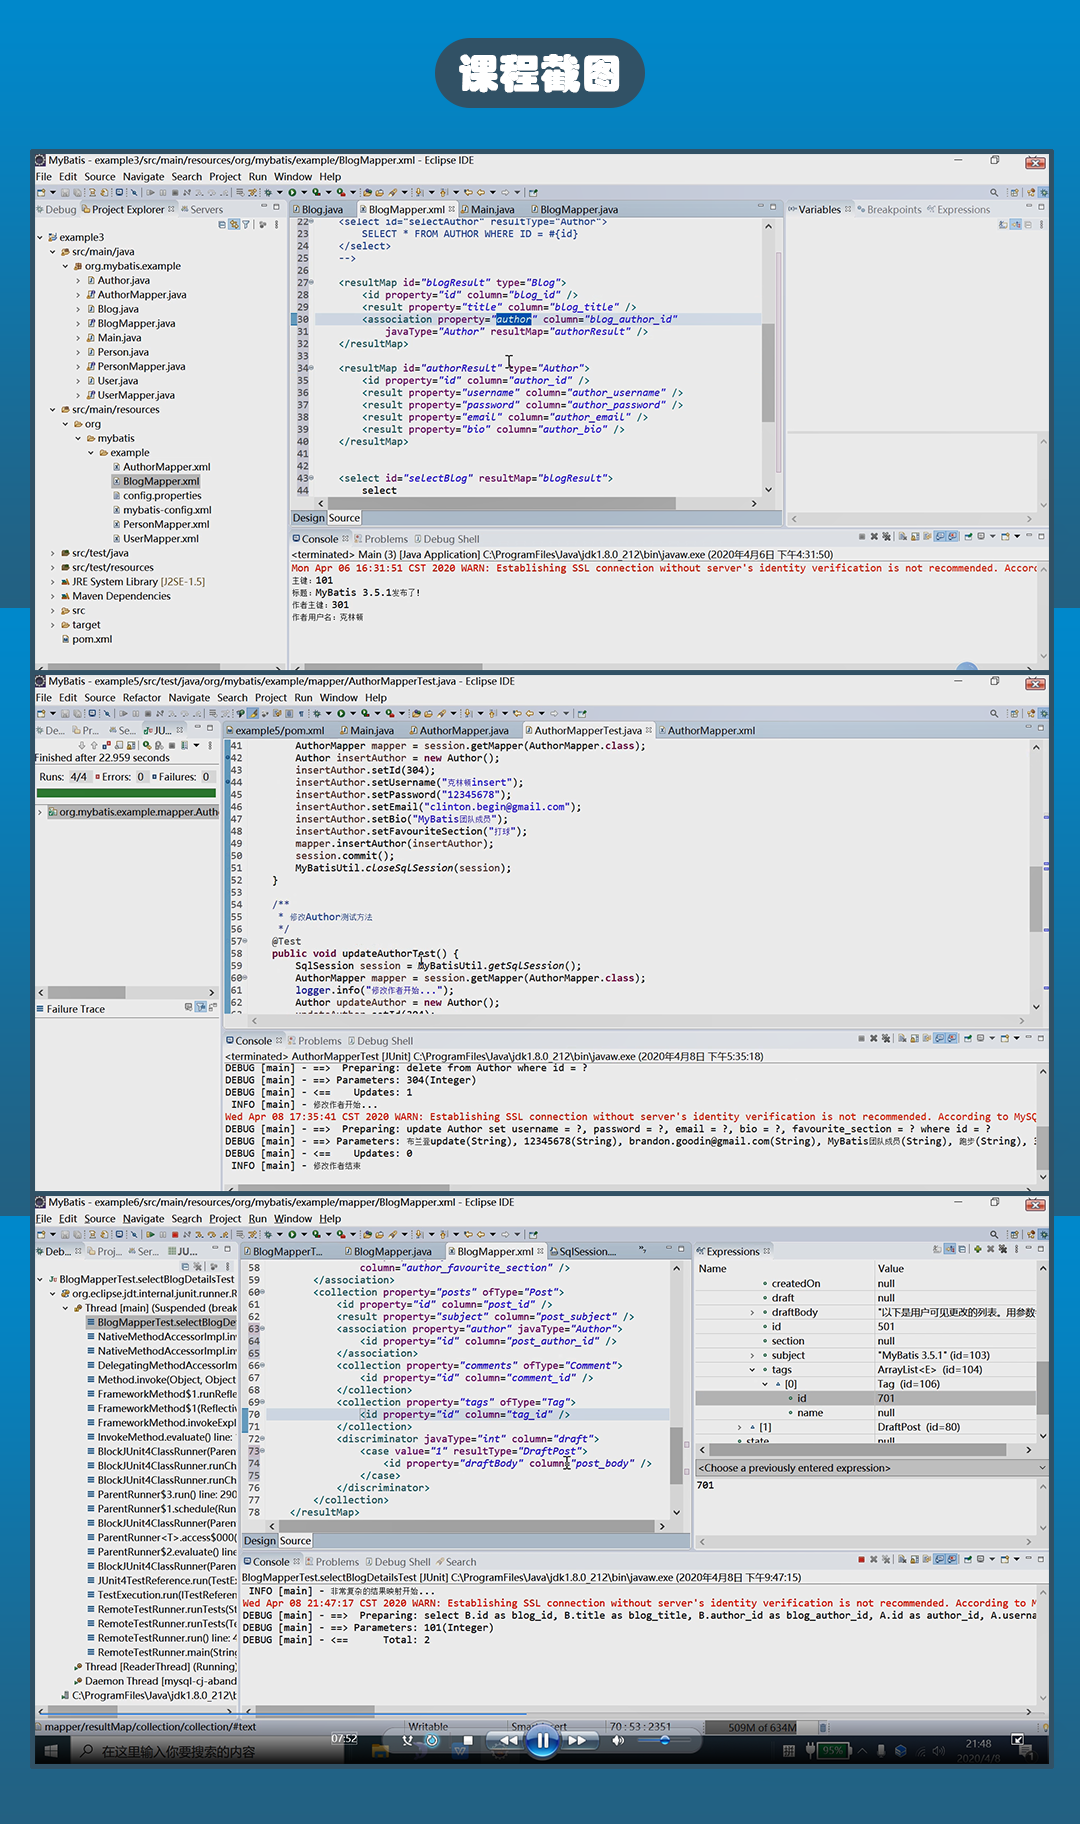 课程截图
MyBatis - example3/src/main/resources/org/mybatis/example/BlogMapper.xml - Eclipse IDE
File Edit Source Navigate Search Project Run Window Help
Debug Project Explorer Servers
example3
src/main/java
org.mybatis.example
Author.java
AuthorMapper.java
Blog.java
BlogMapper.java
Main.java
Person.java
PersonMapper.java
User.java
UserMapper.java
src/main/resources
org
mybatis
example
AuthorMapper.xml
BlogMapper.xml
config.properties
mybatis-config.xml
PersonMapper.xml
UserMapper.xml
src/test/java
src/test/resources
JRE System Library [J2SE-1.5]
Maven Dependencies
src
target
pom.xml
Blog.java BlogMapper.xml Main.java BlogMapper.java
22 <select id="selectAuthor" resultType="Author">
23 SELECT * FROM AUTHOR WHERE ID = #{id}
24 </select>
25 -->
26
27 <resultMap id="blogResult" type="Blog">
28 <id property="id" column="blog_id" />
29 <result property="title" column="blog_title" />
30 <association property="author" column="blog_author_id"
31 javaType="Author" resultMap="authorResult" />
32 </resultMap>
33
34 <resultMap id="authorResult" type="Author">
35 <id property="id" column="author_id" />
36 <result property="username" column="author_username" />
37 <result property="password" column="author_password" />
38 <result property="email" column="author_email" />
39 <result property="bio" column="author_bio" />
40 </resultMap>
41
42
43 <select id="selectBlog" resultMap="blogResult">
44 select
Design Source
Variables Breakpoints Expressions
Console Problems Debug Shell
<terminated> Main (3) [Java Application] C:\ProgramFiles\Java\jdk1.8.0_212\bin\javaw.exe (2020年4月6日 下午4:31:50)
Mon Apr 06 16:31:51 CST 2020 WARN: Establishing SSL connection without server's identity verification is not recommended. Accorc
主键：101
标题：MyBatis 3.5.1发布了!
作者主键：301
作者用户名：克林顿
MyBatis - example5/src/test/java/org/mybatis/example/mapper/AuthorMapperTest.java - Eclipse IDE
File Edit Source Refactor Navigate Search Project Run Window Help
De... Pr... Se... JU...
Finished after 22.959 seconds
Runs: 4/4 Errors: 0 Failures: 0
org.mybatis.example.mapper.Auth
Failure Trace
example5/pom.xml Main.java AuthorMapper.java AuthorMapperTest.java AuthorMapper.xml
41 AuthorMapper mapper = session.getMapper(AuthorMapper.class);
42 Author insertAuthor = new Author();
43 insertAuthor.setId(304);
44 insertAuthor.setUsername("克林顿insert");
45 insertAuthor.setPassword("12345678");
46 insertAuthor.setEmail("clinton.begin@gmail.com");
47 insertAuthor.setBio("MyBatis团队成员");
48 insertAuthor.setFavouriteSection("打球");
49 mapper.insertAuthor(insertAuthor);
50 session.commit();
51 MyBatisUtil.closeSqlSession(session);
52 }
53
54 /**
55 * 修改Author测试方法
56 */
57 @Test
58 public void updateAuthorTest() {
59 SqlSession session = MyBatisUtil.getSqlSession();
60 AuthorMapper mapper = session.getMapper(AuthorMapper.class);
61 logger.info("修改作者开始...");
62 Author updateAuthor = new Author();
Console Problems Debug Shell
<terminated> AuthorMapperTest [JUnit] C:\ProgramFiles\Java\jdk1.8.0_212\bin\javaw.exe (2020年4月8日 下午5:35:18)
DEBUG [main] - ==> Preparing: delete from Author where id = ?
DEBUG [main] - ==> Parameters: 304(Integer)
DEBUG [main] - <== Updates: 1
INFO [main] - 修改作者开始...
Wed Apr 08 17:35:41 CST 2020 WARN: Establishing SSL connection without server's identity verification is not recommended. According to MySQ
DEBUG [main] - ==> Preparing: update Author set username = ?, password = ?, email = ?, bio = ?, favourite_section = ? where id = ?
DEBUG [main] - ==> Parameters: 布兰登update(String), 12345678(String), brandon.goodin@gmail.com(String), MyBatis团队成员(String), 跑步(String), 3
DEBUG [main] - <== Updates: 0
INFO [main] - 修改作者结束
MyBatis - example6/src/main/resources/org/mybatis/example/mapper/BlogMapper.xml - Eclipse IDE
File Edit Source Navigate Search Project Run Window Help
Deb... Proj... Ser... JU...
BlogMapperTest.selectBlogDetailsTest
org.eclipse.jdt.internal.junit.runner.R
Thread [main] (Suspended (break
BlogMapperTest.selectBlogDe
NativeMethodAccessorImpl.in
NativeMethodAccessorImpl.in
DelegatingMethodAccessorIm
Method.invoke(Object, Object
FrameworkMethod$1.runRefle
FrameworkMethod$1(Reflectiv
FrameworkMethod.invokeExpl
InvokeMethod.evaluate() line:
BlockJUnit4ClassRunner(Paren
BlockJUnit4ClassRunner.runCh
BlockJUnit4ClassRunner.runCh
ParentRunner$3.run() line: 290
ParentRunner$1.schedule(Run
BlockJUnit4ClassRunner(Paren
ParentRunner<T>.access$000(
ParentRunner$2.evaluate() line
BlockJUnit4ClassRunner(Paren
JUnit4TestReference.run(TestE
TestExecution.run(ITestReferen
RemoteTestRunner.runTests(St
RemoteTestRunner.runTests(Te
RemoteTestRunner.run() line: 4
RemoteTestRunner.main(String
Thread [ReaderThread] (Running)
Daemon Thread [mysql-cj-aband
C:\ProgramFiles\Java\jdk1.8.0_212\b
BlogMapperT... BlogMapper.java BlogMapper.xml SqlSession....
58 column="author_favourite_section" />
59 </association>
60 <collection property="posts" ofType="Post">
61 <id property="id" column="post_id" />
62 <result property="subject" column="post_subject" />
63 <association property="author" javaType="Author">
64 <id property="id" column="post_author_id" />
65 </association>
66 <collection property="comments" ofType="Comment">
67 <id property="id" column="comment_id" />
68 </collection>
69 <collection property="tags" ofType="Tag">
70 <id property="id" column="tag_id" />
71 </collection>
72 <discriminator javaType="int" column="draft">
73 <case value="1" resultType="DraftPost">
74 <id property="draftBody" column="post_body" />
75 </case>
76 </discriminator>
77 </collection>
78 </resultMap>
Design Source
Expressions
Name Value
createdOn null
draft null
draftBody "以下是用户可见更改的列表。用参数
id 501
section null
subject "MyBatis 3.5.1" (id=103)
tags ArrayList<E> (id=104)
[0] Tag (id=106)
id 701
name null
[1] DraftPost (id=80)
state null
<Choose a previously entered expression>
701
Console Problems Debug Shell Search
BlogMapperTest.selectBlogDetailsTest [JUnit] C:\ProgramFiles\Java\jdk1.8.0_212\bin\javaw.exe (2020年4月8日 下午9:47:15)
INFO [main] - 非常复杂的结果映射开始...
Wed Apr 08 21:47:17 CST 2020 WARN: Establishing SSL connection without server's identity verification is not recommended. According to M
DEBUG [main] - ==> Preparing: select B.id as blog_id, B.title as blog_title, B.author_id as blog_author_id, A.id as author_id, A.userna
DEBUG [main] - ==> Parameters: 101(Integer)
DEBUG [main] - <== Total: 2
mapper/resultMap/collection/collection/#text Writable 70 : 53 : 2351 509M of 634M
07:52
在这里输入你要搜索的内容
95%
21:48
2020/4/8